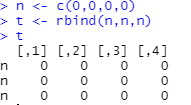 > n <- c(0,0,0,0)
> t <- rbind(n,n,n)
> t
  [,1] [,2] [,3] [,4]
n    0    0    0    0
n    0    0    0    0
n    0    0    0    0